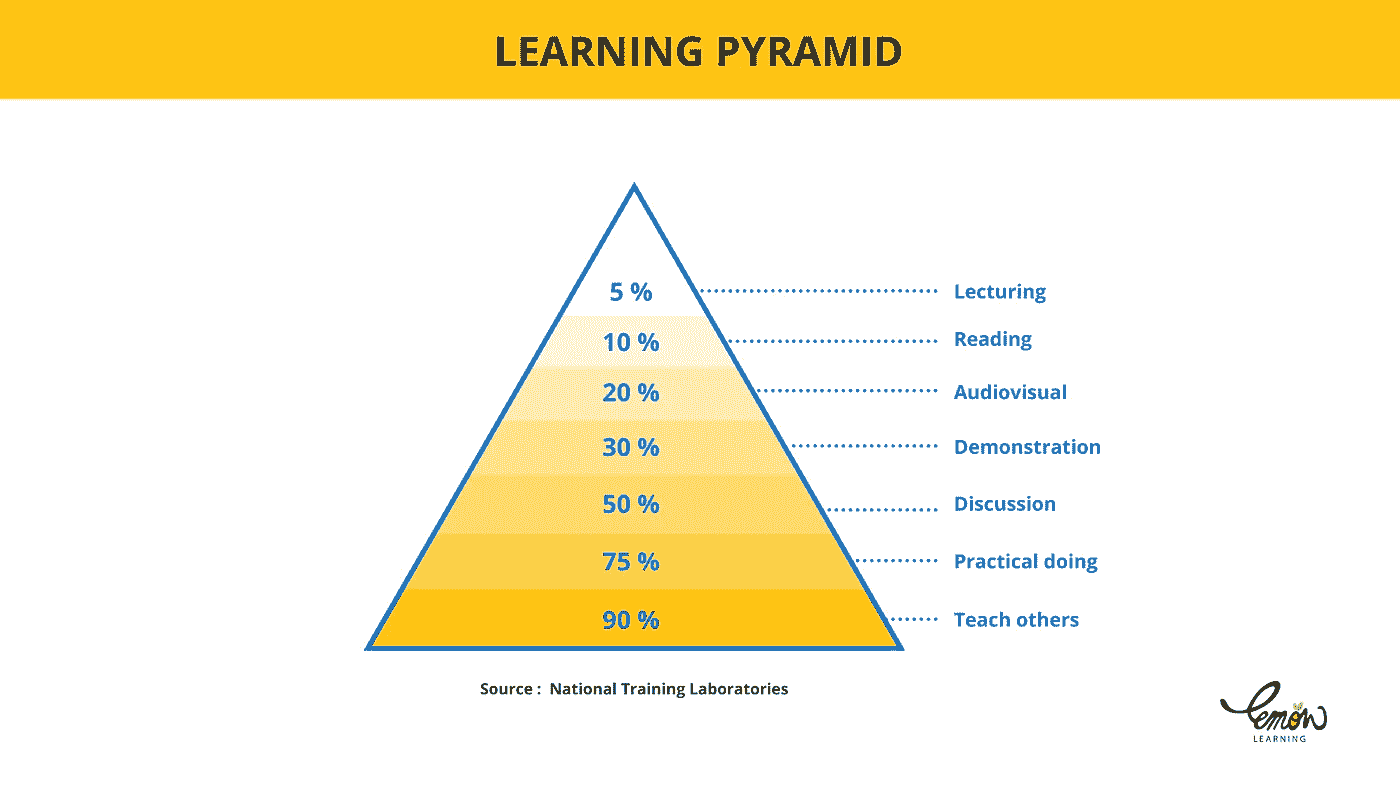 LEARNING PYRAMID
5 % Lecturing
10 % Reading
20 % Audiovisual
30 % Demonstration
50 % Discussion
75 % Practical doing
90 % Teach others
Source : National Training Laboratories
lemon
LEARNING